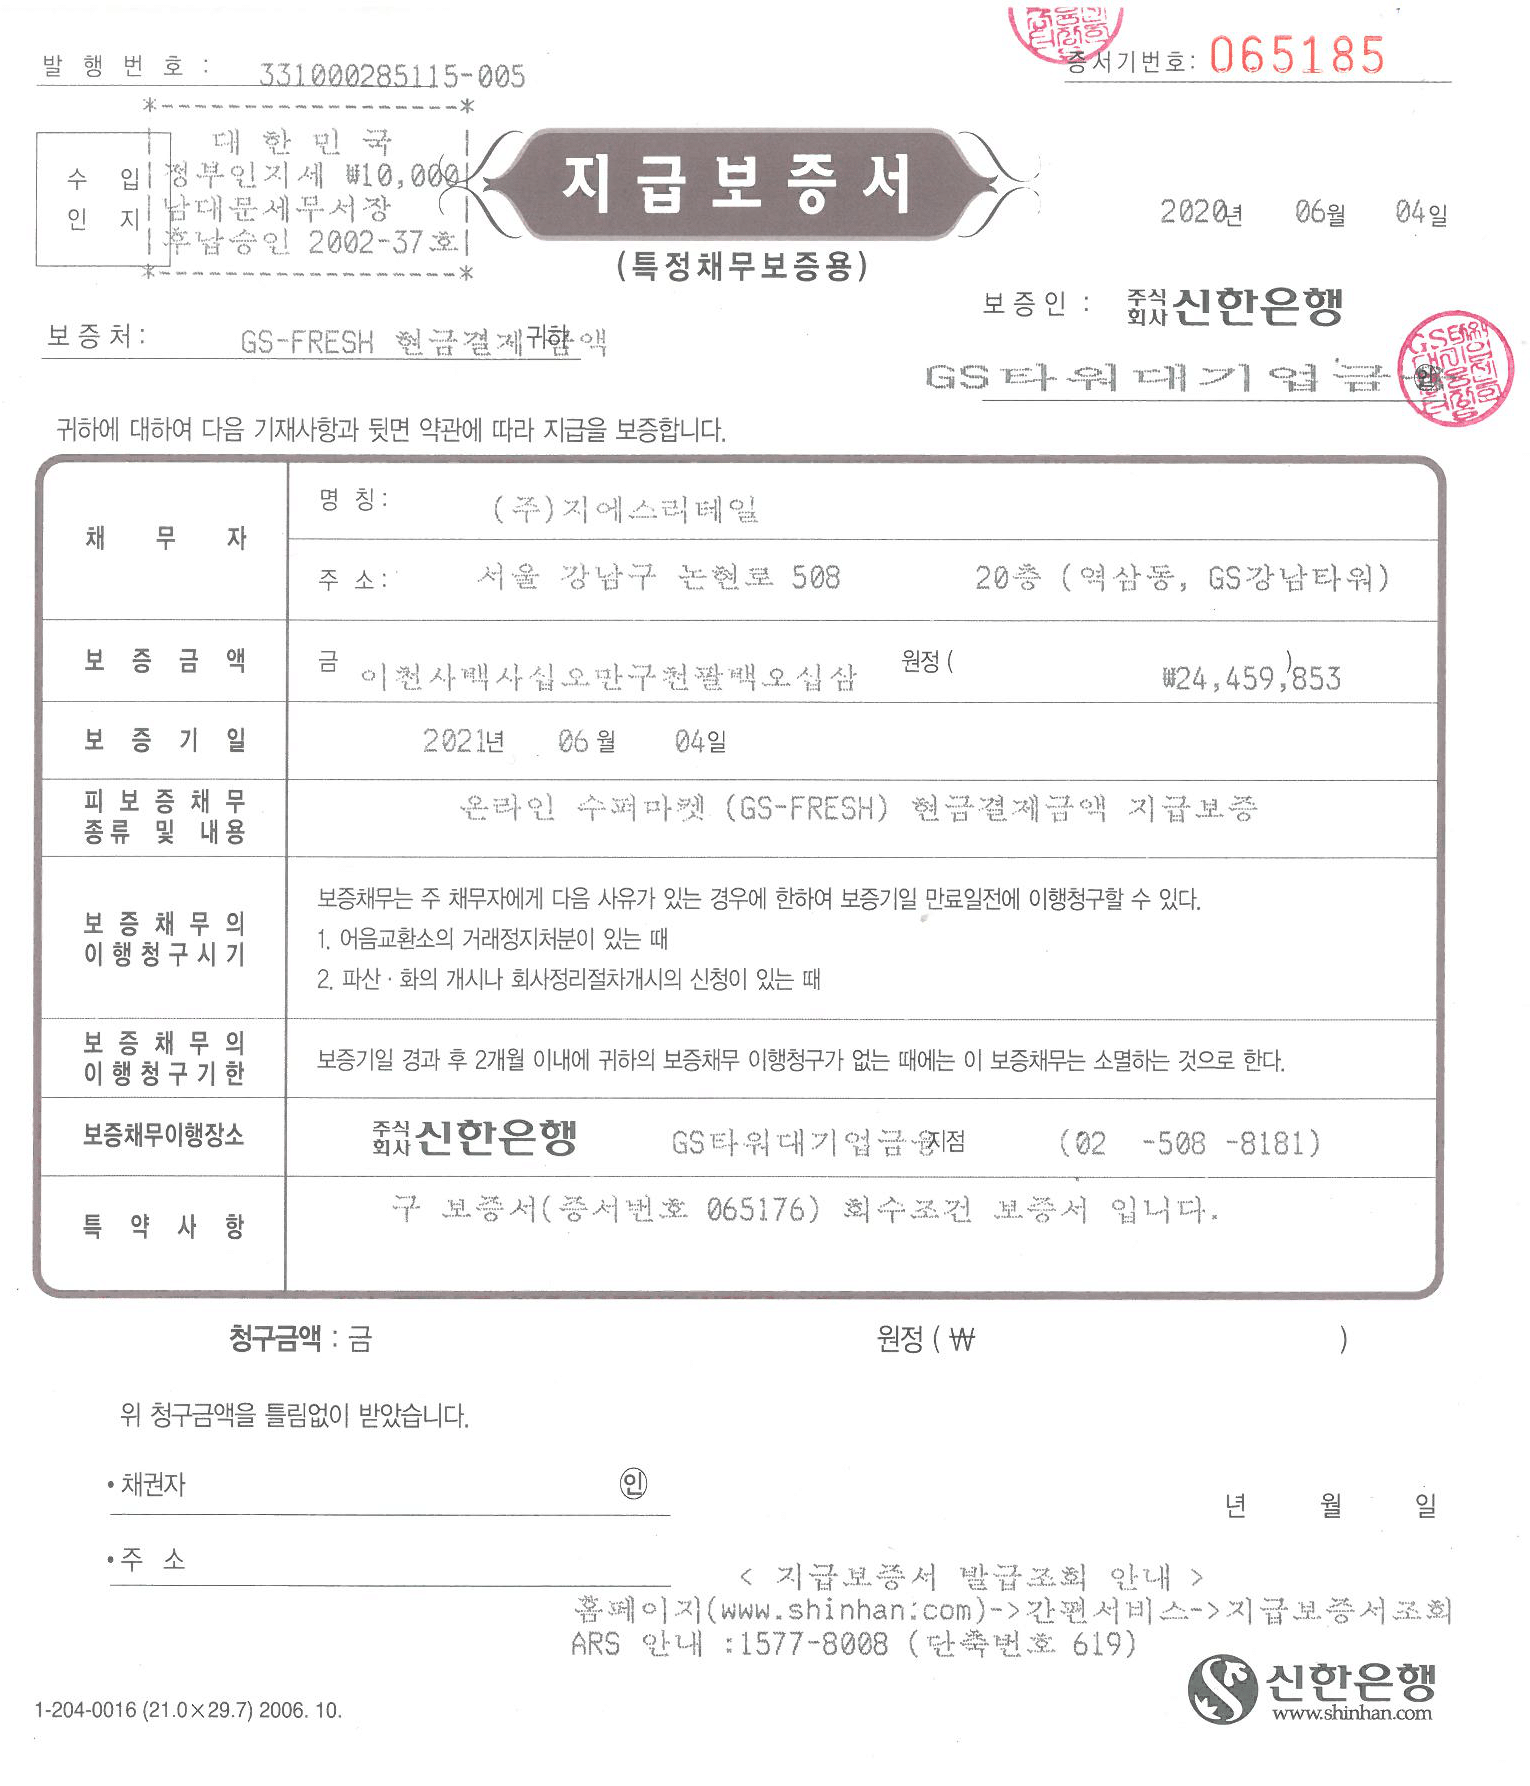 발 행 번 호 : 331000285115-005
증서기번호: 065185
수 입
인 지
대 한 민 국
정부인지세 ₩10,000
남대문세무서장
후납승인 2002-37호
지급보증서
(특정채무보증용)
2020년 06월 04일
보증인 : 주식회사 신한은행
보증처: GS-FRESH 현금결제금액 귀하
GS타워대기업금융
귀하에 대하여 다음 기재사항과 뒷면 약관에 따라 지급을 보증합니다.
채 무 자
명 칭: (주)지에스리테일
주 소: 서울 강남구 논현로 508 20층 (역삼동, GS강남타워)
보 증 금 액 금 이천사백사십오만구천팔백오십삼 원정 ( ₩24,459,853 )
보 증 기 일 2021년 06월 04일
피 보 증 채 무
종류 및 내용
온라인 수퍼마켓 (GS-FRESH) 현금결제금액 지급보증
보 증 채 무 의
이행청구시기
보증채무는 주 채무자에게 다음 사유가 있는 경우에 한하여 보증기일 만료일전에 이행청구할 수 있다.
1. 어음교환소의 거래정지처분이 있는 때
2. 파산 · 화의 개시나 회사정리절차개시의 신청이 있는 때
보 증 채 무 의
이행청구기한
보증기일 경과 후 2개월 이내에 귀하의 보증채무 이행청구가 없는 때에는 이 보증채무는 소멸하는 것으로 한다.
보증채무이행장소 주식회사 신한은행 GS타워대기업금융지점 (02 -508 -8181)
특 약 사 항 구 보증서(증서번호 065176) 회수조건 보증서 입니다.
청구금액 : 금 원정 ( ₩ )
위 청구금액을 틀림없이 받았습니다.
• 채권자 인
년 월 일
• 주 소
< 지급보증서 발급조회 안내 >
홈페이지(www.shinhan.com)->간편서비스->지급보증서조회
ARS 안내 :1577-8008 (단축번호 619)
신한은행
www.shinhan.com
1-204-0016 (21.0×29.7) 2006. 10.